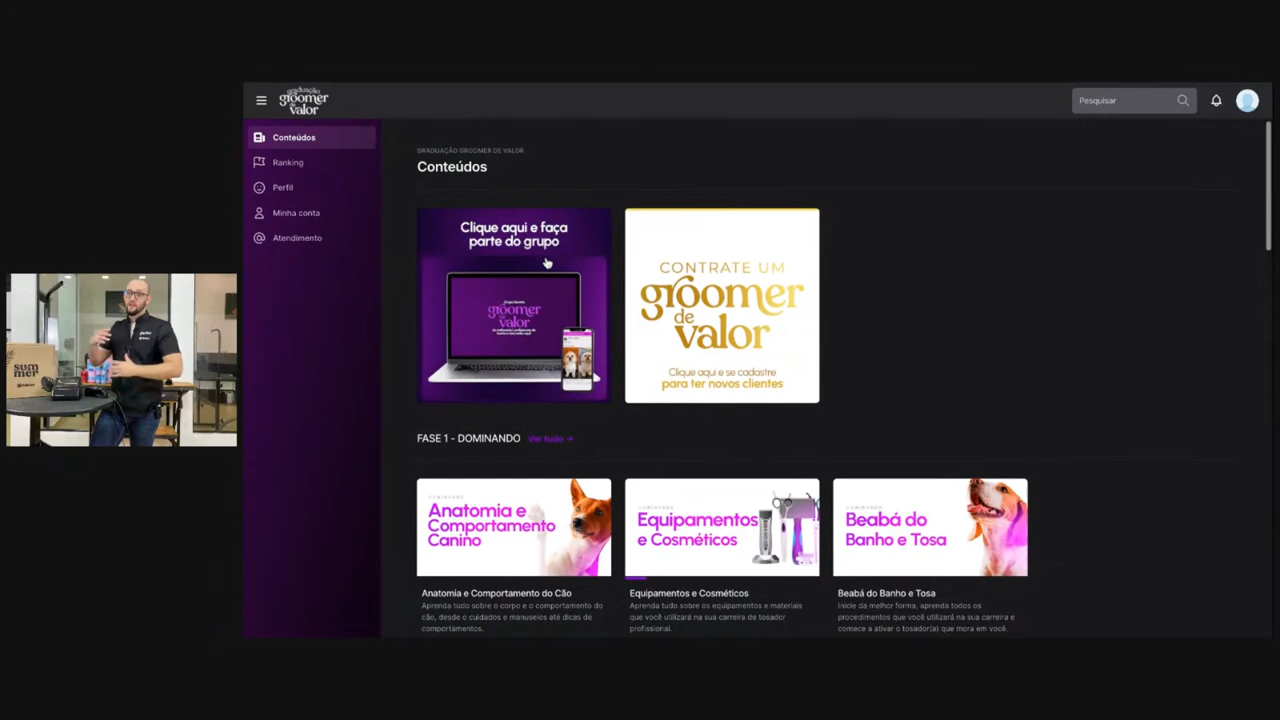 graduação
groomer
de
valor
Pesquisar
Conteúdos
Ranking
Perfil
Minha conta
Atendimento
GRADUAÇÃO GROOMER DE VALOR
Conteúdos
Clique aqui e faça
parte do grupo
groomer
de
valor
CONTRATE UM
groomer
de
valor
Clique aqui e se cadastre
para ter novos clientes
FASE 1 - DOMINANDO
Ver tudo →
Anatomia e
Comportamento
Canino
Equipamentos
e Cosméticos
Beabá do
Banho e Tosa
Anatomia e Comportamento do Cão
Aprenda tudo sobre o corpo e o comportamento do
cão, desde o cuidados e manuseios até dicas de
comportamentos.
Equipamentos e Cosméticos
Aprenda tudo sobre os equipamentos e materiais
que você utilizará na sua carreira de tosador
profissional.
Beabá do Banho e Tosa
Inicie da melhor forma, aprenda todos os
procedimentos que você utilizará na sua carreira e
comece a ativar o tosador(a) que mora em você.
summer